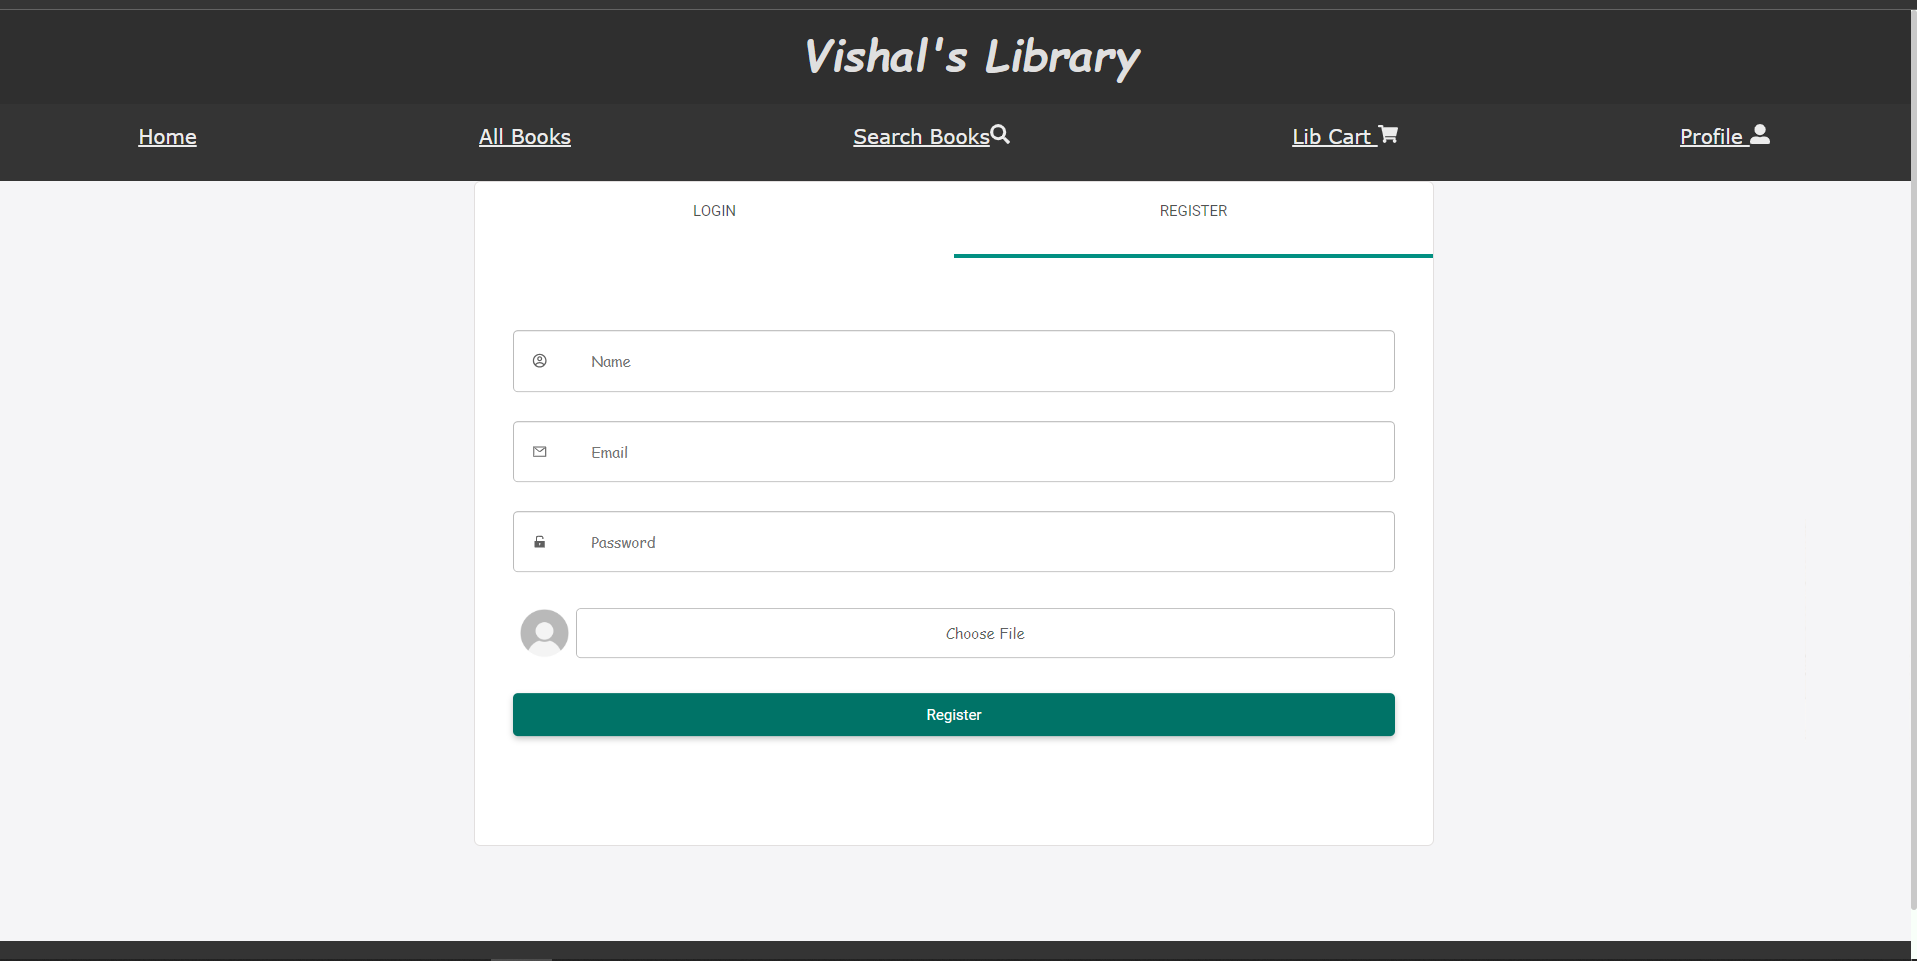 Vishal's Library
Home All Books Search Books Lib Cart Profile
LOGIN REGISTER
Name
Email
Password
Choose File
Register